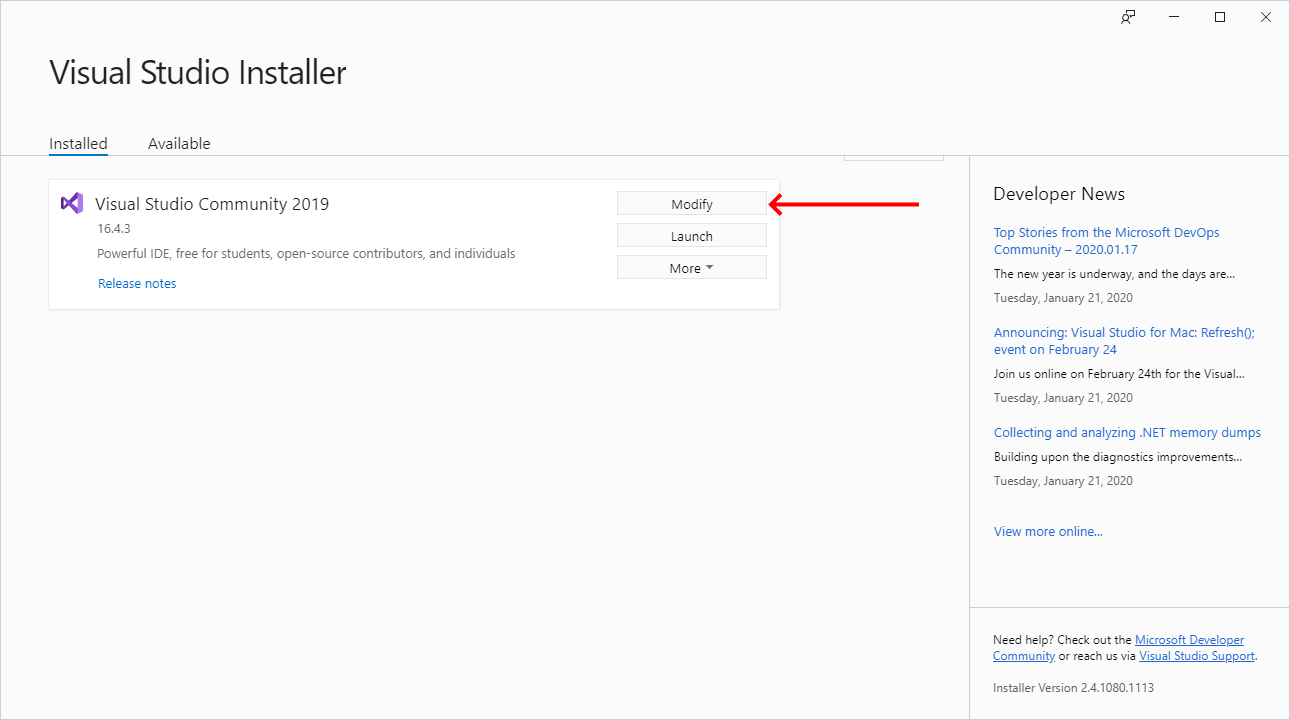 Visual Studio Installer
Installed
Available
Visual Studio Community 2019
16.4.3
Powerful IDE, free for students, open-source contributors, and individuals
Release notes
Modify
Launch
More
Developer News
Top Stories from the Microsoft DevOps
Community – 2020.01.17
The new year is underway, and the days are...
Tuesday, January 21, 2020
Announcing: Visual Studio for Mac: Refresh();
event on February 24
Join us online on February 24th for the Visual...
Tuesday, January 21, 2020
Collecting and analyzing .NET memory dumps
Building upon the diagnostics improvements...
Tuesday, January 21, 2020
View more online...
Need help? Check out the Microsoft Developer
Community or reach us via Visual Studio Support.
Installer Version 2.4.1080.1113